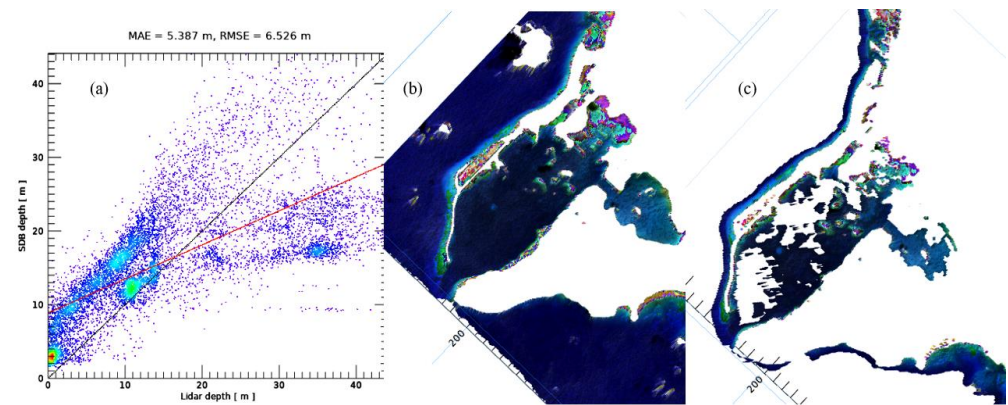 MAE = 5.387 m, RMSE = 6.526 m
(a)
(b)
(c)
40
30
20
10
0
SDB depth [ m ]
0 10 20 30 40
Lidar depth [ m ]
200
200